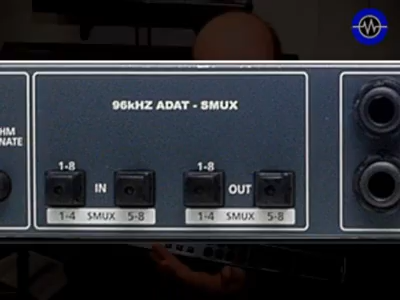 96kHZ ADAT - SMUX
HM
NATE
1-8
1-8
IN
OUT
1-4 SMUX 5-8
1-4 SMUX 5-8